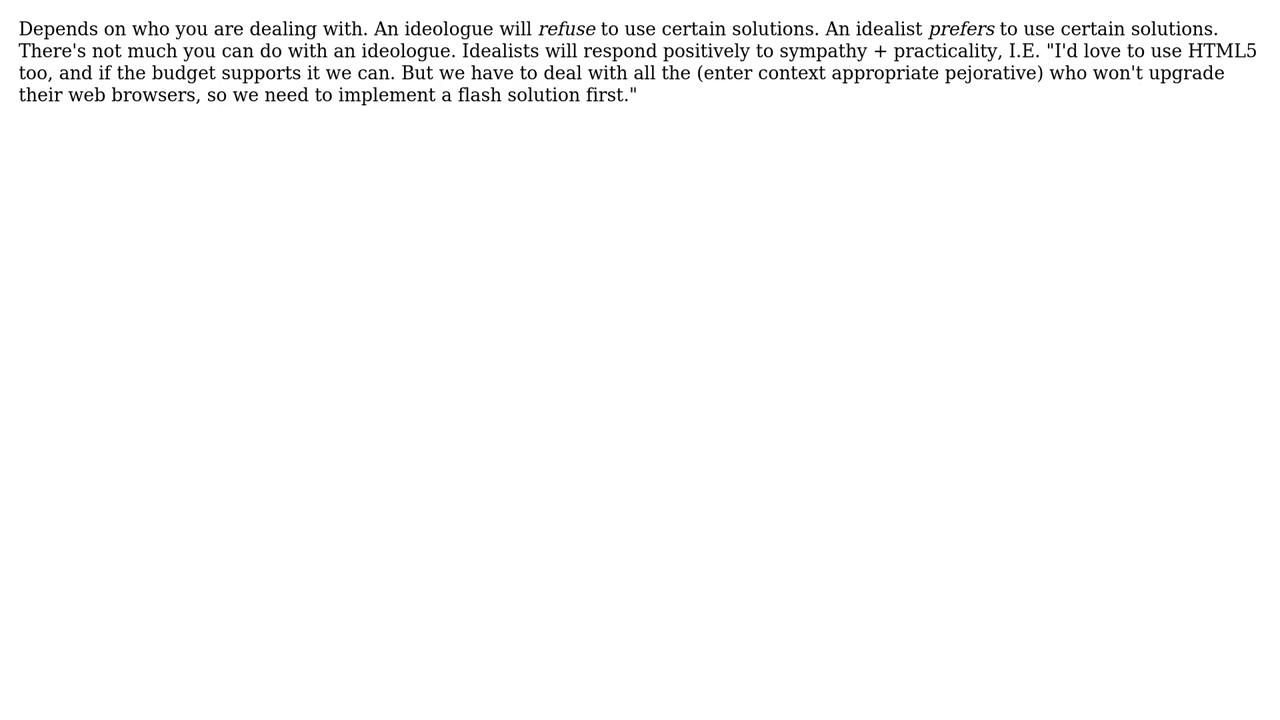 Depends on who you are dealing with. An ideologue will refuse to use certain solutions. An idealist prefers to use certain solutions.
There's not much you can do with an ideologue. Idealists will respond positively to sympathy + practicality, I.E. "I'd love to use HTML5
too, and if the budget supports it we can. But we have to deal with all the (enter context appropriate pejorative) who won't upgrade
their web browsers, so we need to implement a flash solution first."